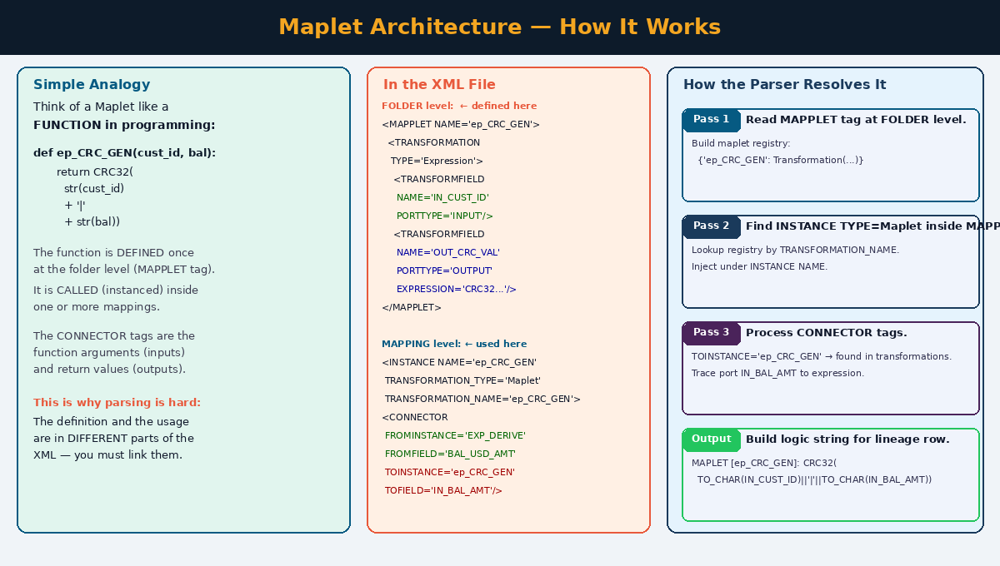 Maplet Architecture — How It Works
Simple Analogy
Think of a Maplet like a
FUNCTION in programming:
def ep_CRC_GEN(cust_id, bal):
return CRC32(
str(cust_id)
+ '|'
+ str(bal))
The function is DEFINED once
at the folder level (MAPPLET tag).
It is CALLED (instanced) inside
one or more mappings.
The CONNECTOR tags are the
function arguments (inputs)
and return values (outputs).
This is why parsing is hard:
The definition and the usage
are in DIFFERENT parts of the
XML — you must link them.
In the XML File
FOLDER level:  ← defined here
<MAPPLET NAME='ep_CRC_GEN'>
<TRANSFORMATION
TYPE='Expression'>
<TRANSFORMFIELD
NAME='IN_CUST_ID'
PORTTYPE='INPUT'/>
<TRANSFORMFIELD
NAME='OUT_CRC_VAL'
PORTTYPE='OUTPUT'
EXPRESSION='CRC32...'/>
</MAPPLET>
MAPPING level: ← used here
<INSTANCE NAME='ep_CRC_GEN'
TRANSFORMATION_TYPE='Maplet'
TRANSFORMATION_NAME='ep_CRC_GEN'>
<CONNECTOR
FROMINSTANCE='EXP_DERIVE'
FROMFIELD='BAL_USD_AMT'
TOINSTANCE='ep_CRC_GEN'
TOFIELD='IN_BAL_AMT'/>
How the Parser Resolves It
Pass 1 Read MAPPLET tag at FOLDER level.
Build maplet registry:
{'ep_CRC_GEN': Transformation(...)}
Pass 2 Find INSTANCE TYPE=Maplet inside MAPP
Lookup registry by TRANSFORMATION_NAME.
Inject under INSTANCE NAME.
Pass 3 Process CONNECTOR tags.
TOINSTANCE='ep_CRC_GEN' → found in transformations.
Trace port IN_BAL_AMT to expression.
Output Build logic string for lineage row.
MAPLET [ep_CRC_GEN]: CRC32(
TO_CHAR(IN_CUST_ID)||'|'||TO_CHAR(IN_BAL_AMT))